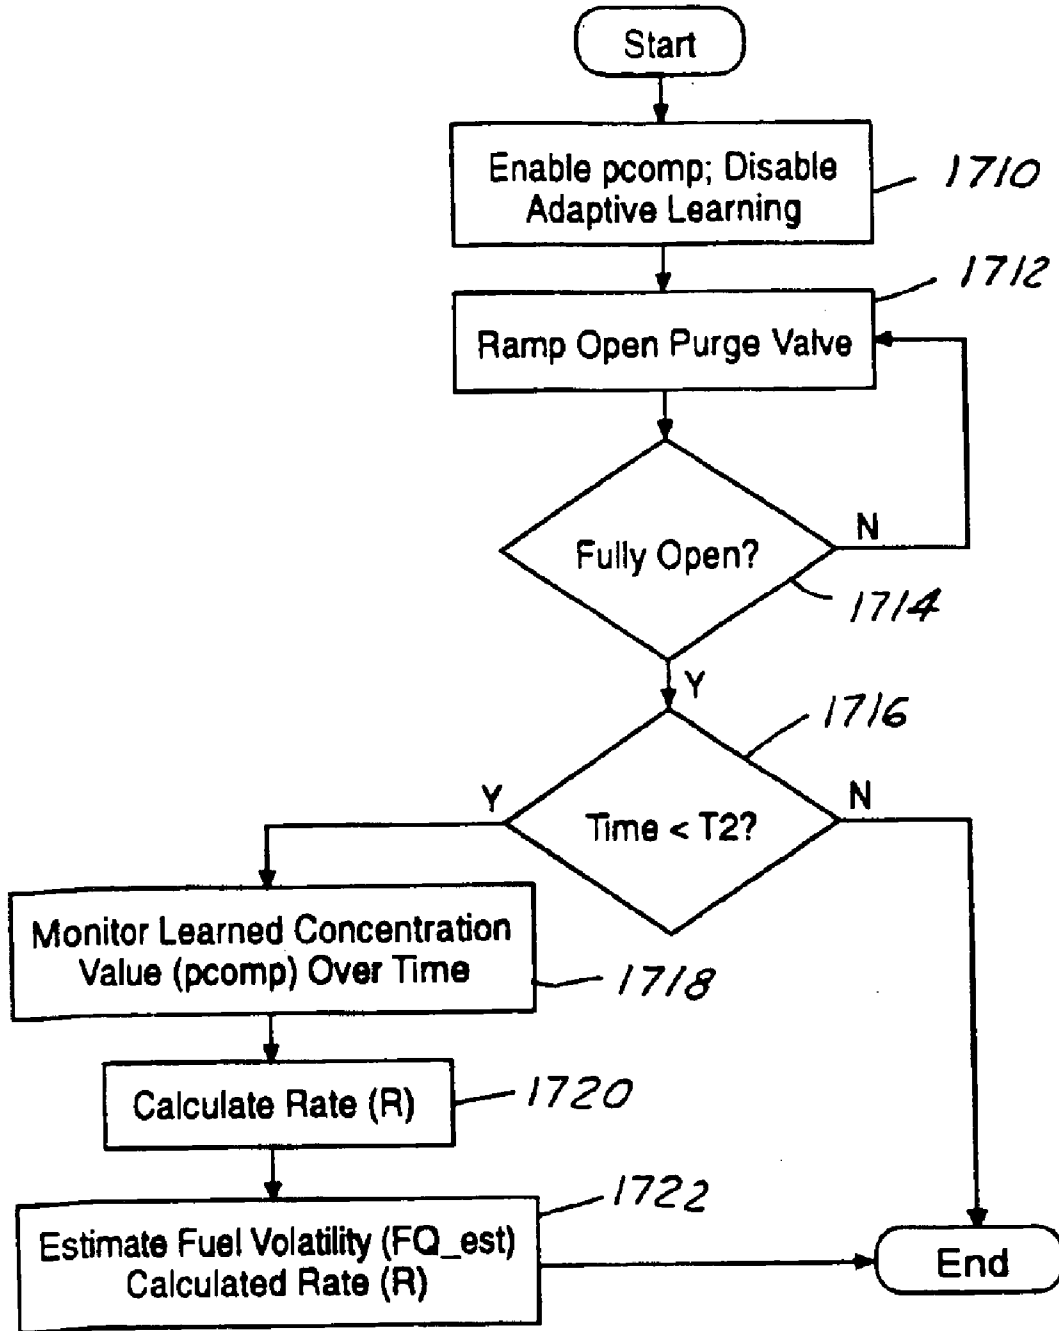 Start
Enable pcomp; Disable
Adaptive Learning
1710
1712
Ramp Open Purge Valve
N
Fully Open?
1714
Y
1716
Y
N
Time < T2?
Monitor Learned Concentration
Value (pcomp) Over Time
1718
Calculate Rate (R)
1720
1722
Estimate Fuel Volatility (FQ_est)
Calculated Rate (R)
End